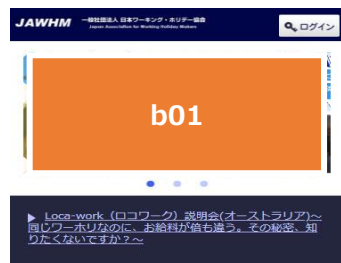 JAWHM
一般社団法人 日本ワーキング・ホリデー協会
Japan Association for Working Holiday Makers
ログイン
b01
▶ Loca-work（ロコワーク）説明会(オーストラリア)～
同じワーホリなのに、お給料が倍も違う。その秘密、知
りたくないですか？～